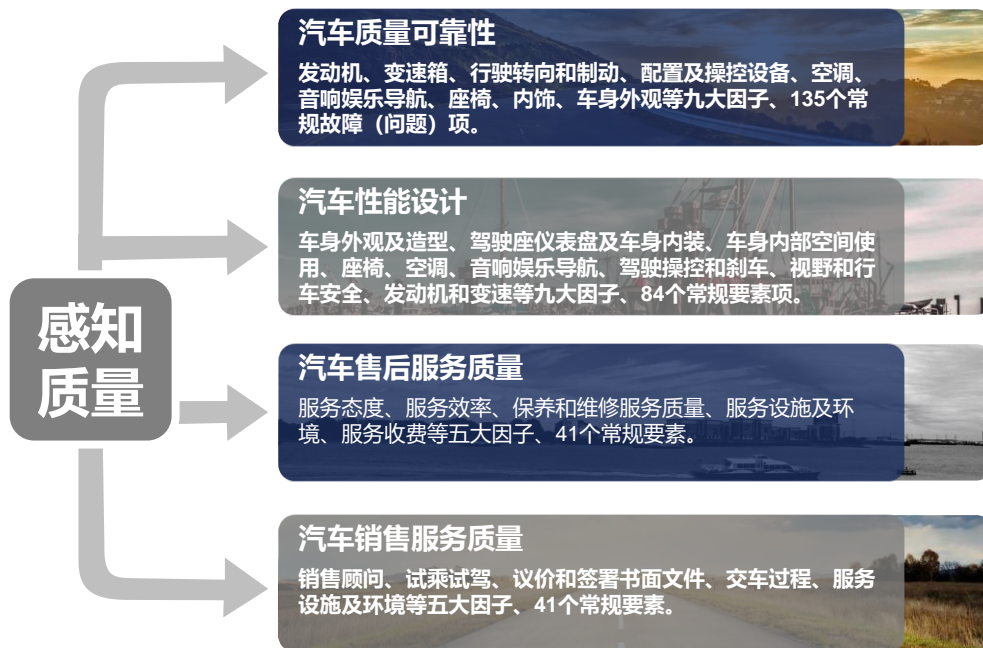 感知
质量
汽车质量可靠性
发动机、变速箱、行驶转向和制动、配置及操控设备、空调、
音响娱乐导航、座椅、内饰、车身外观等九大因子、135个常
规故障（问题）项。
汽车性能设计
车身外观及造型、驾驶座仪表盘及车身内装、车身内部空间使
用、座椅、空调、音响娱乐导航、驾驶操控和刹车、视野和行
车安全、发动机和变速等九大因子、84个常规要素项。
汽车售后服务质量
服务态度、服务效率、保养和维修服务质量、服务设施及环
境、服务收费等五大因子、41个常规要素。
汽车销售服务质量
销售顾问、试乘试驾、议价和签署书面文件、交车过程、服务
设施及环境等五大因子、41个常规要素。